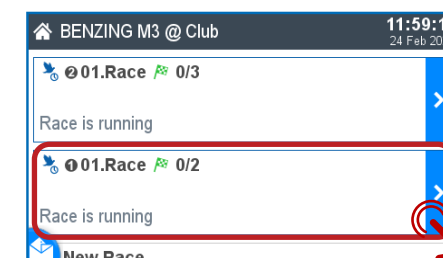 BENZING M3 @ Club
11:59:1
24 Feb 20
❷01.Race 0/3
Race is running
❶01.Race 0/2
Race is running
New Race